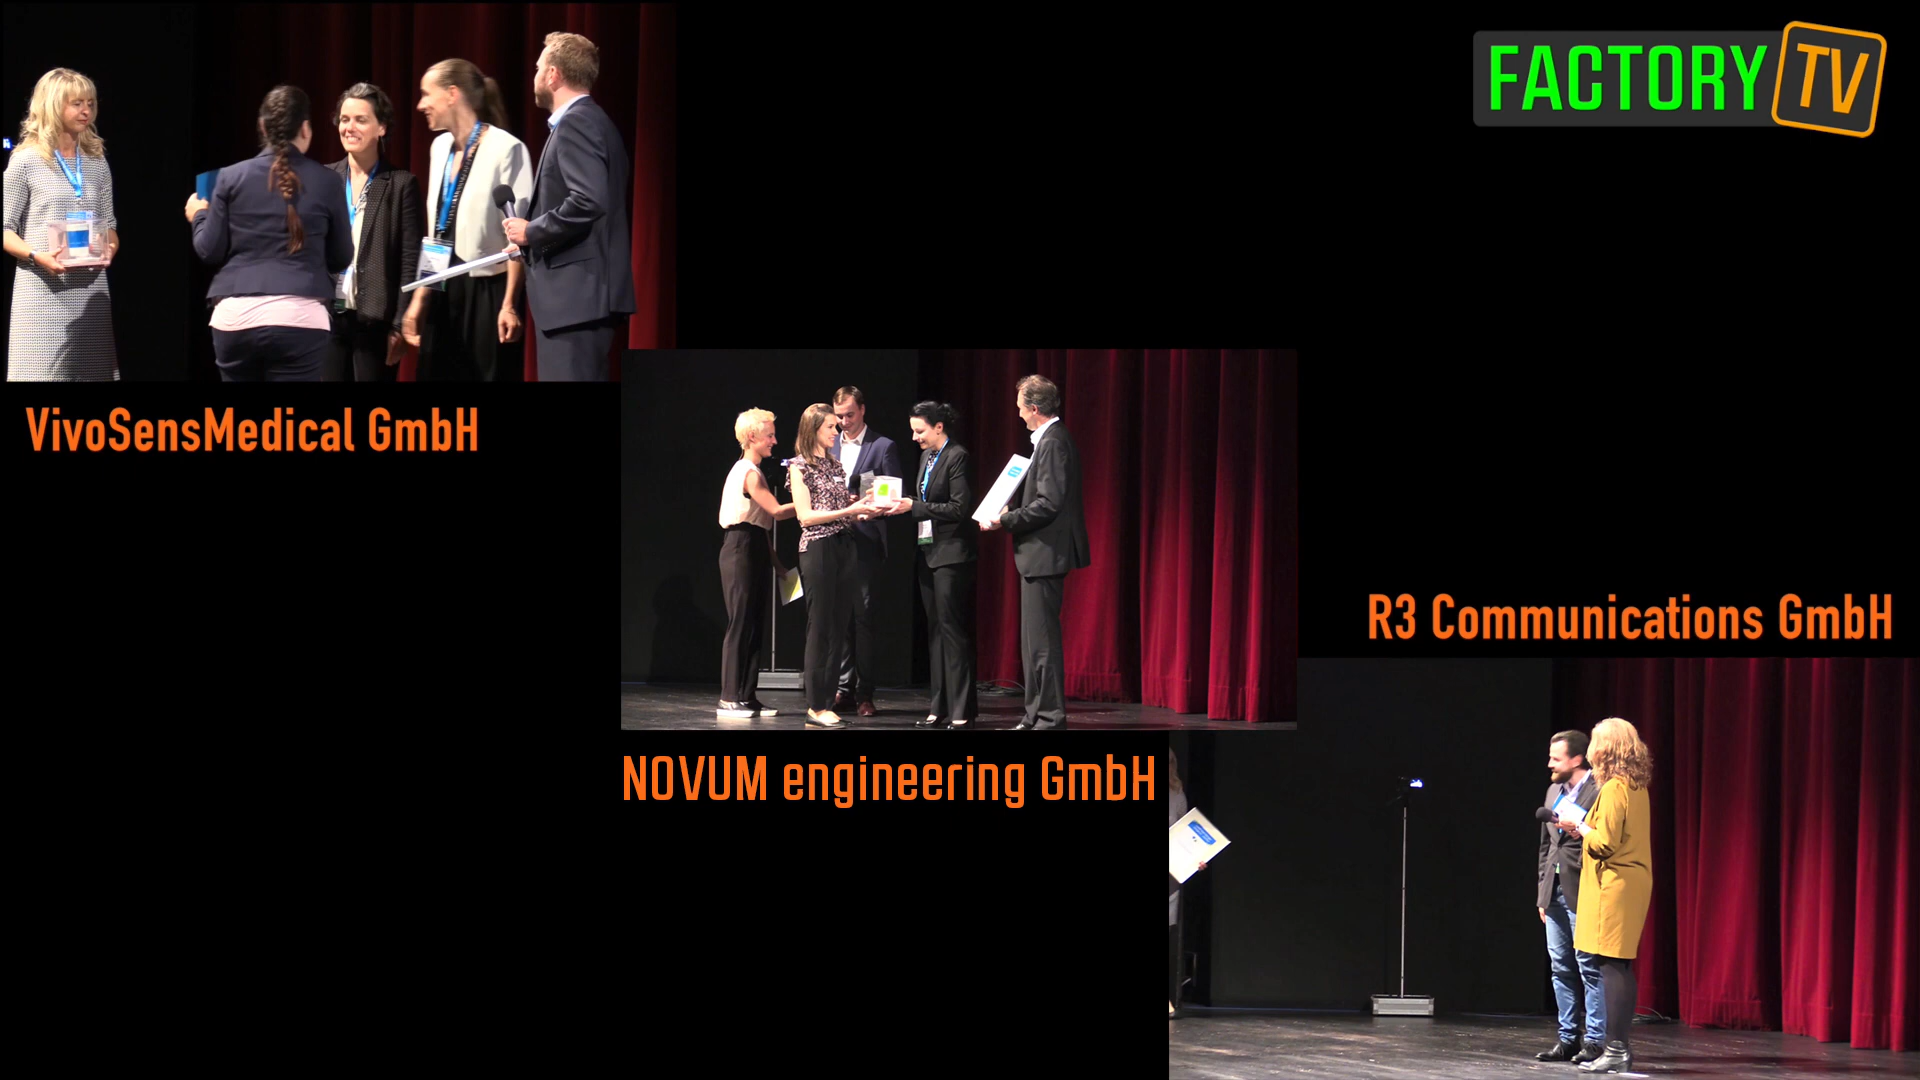 FACTORY TV
VivoSensMedical GmbH
R3 Communications GmbH
NOVUM engineering GmbH